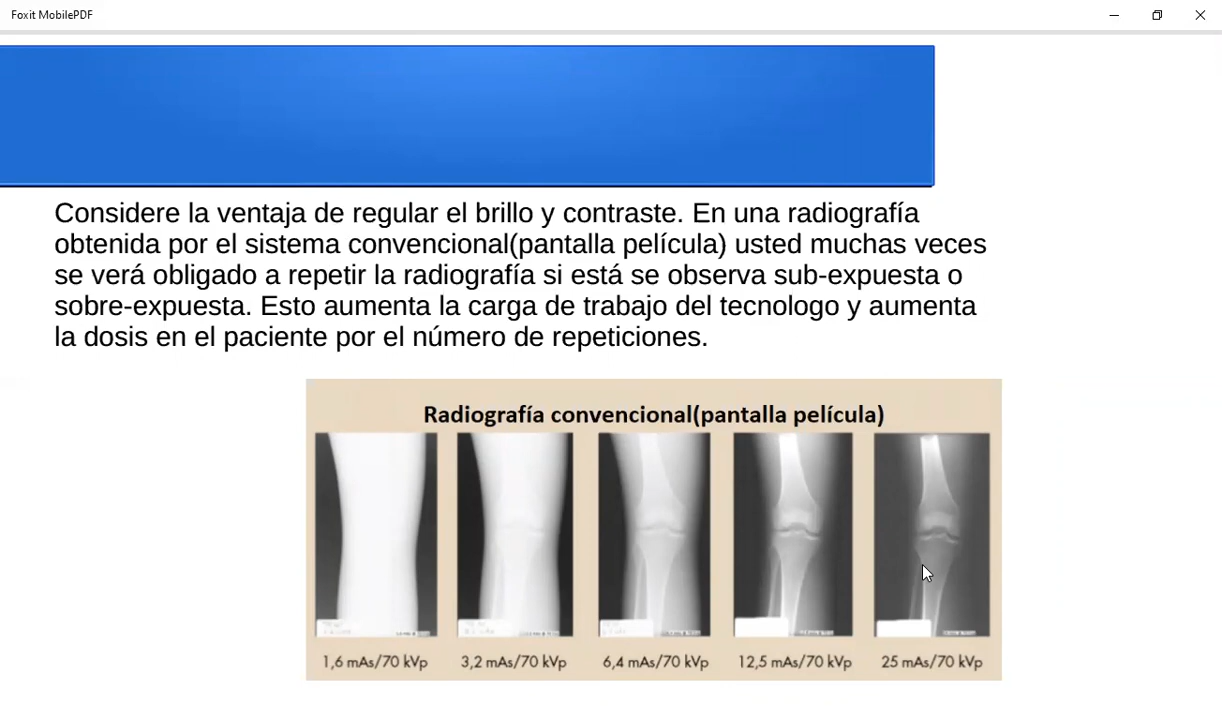 Foxit MobilePDF
Considere la ventaja de regular el brillo y contraste. En una radiografía
obtenida por el sistema convencional(pantalla película) usted muchas veces
se verá obligado a repetir la radiografía si está se observa sub-expuesta o
sobre-expuesta. Esto aumenta la carga de trabajo del tecnologo y aumenta
la dosis en el paciente por el número de repeticiones.
Radiografía convencional(pantalla película)
1,6 mAs/70 kVp 3,2 mAs/70 kVp 6,4 mAs/70 kVp 12,5 mAs/70 kVp 25 mAs/70 kVp